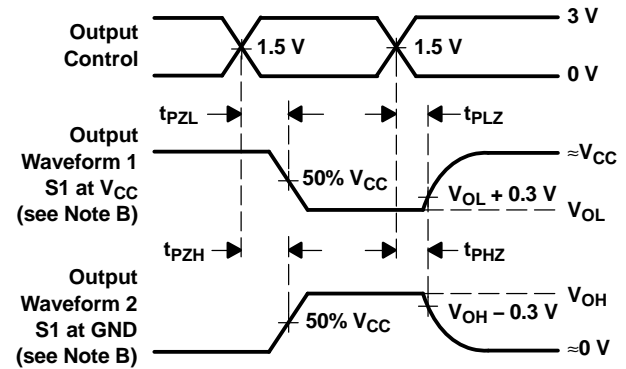 3 V
Output
Control
1.5 V
1.5 V
0 V
tPZL
tPLZ
Output
Waveform 1
S1 at VCC
(see Note B)
≈VCC
50% VCC
VOL + 0.3 V
VOL
tPZH
tPHZ
Output
Waveform 2
S1 at GND
(see Note B)
VOH
VOH − 0.3 V
50% VCC
≈0 V